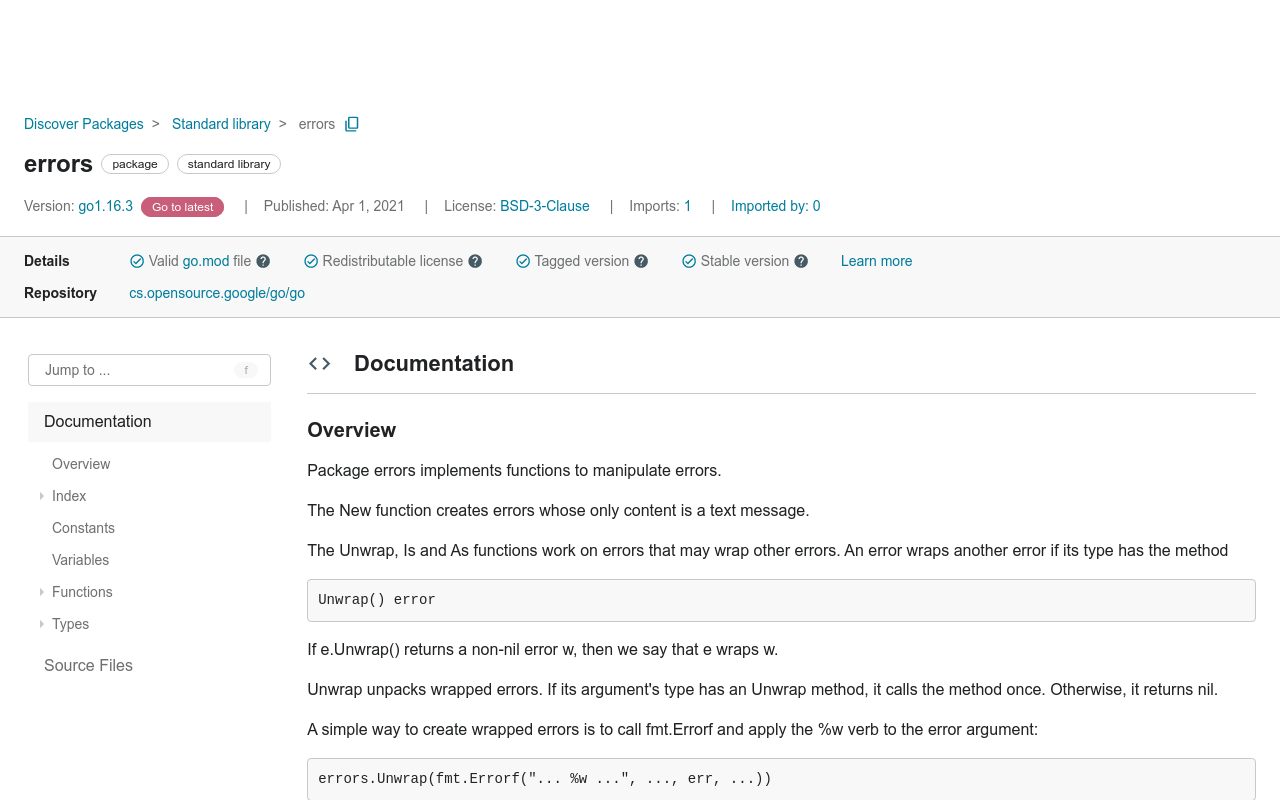 Discover Packages > Standard library > errors
errors package standard library
Version: go1.16.3 Go to latest | Published: Apr 1, 2021 | License: BSD-3-Clause | Imports: 1 | Imported by: 0
Details Valid go.mod file ? Redistributable license ? Tagged version ? Stable version ? Learn more
Repository cs.opensource.google/go/go
Jump to ... f
Documentation
Overview
Index
Constants
Variables
Functions
Types
Source Files
Documentation
Overview
Package errors implements functions to manipulate errors.
The New function creates errors whose only content is a text message.
The Unwrap, Is and As functions work on errors that may wrap other errors. An error wraps another error if its type has the method
Unwrap() error
If e.Unwrap() returns a non-nil error w, then we say that e wraps w.
Unwrap unpacks wrapped errors. If its argument's type has an Unwrap method, it calls the method once. Otherwise, it returns nil.
A simple way to create wrapped errors is to call fmt.Errorf and apply the %w verb to the error argument:
errors.Unwrap(fmt.Errorf("... %w ...", ..., err, ...))